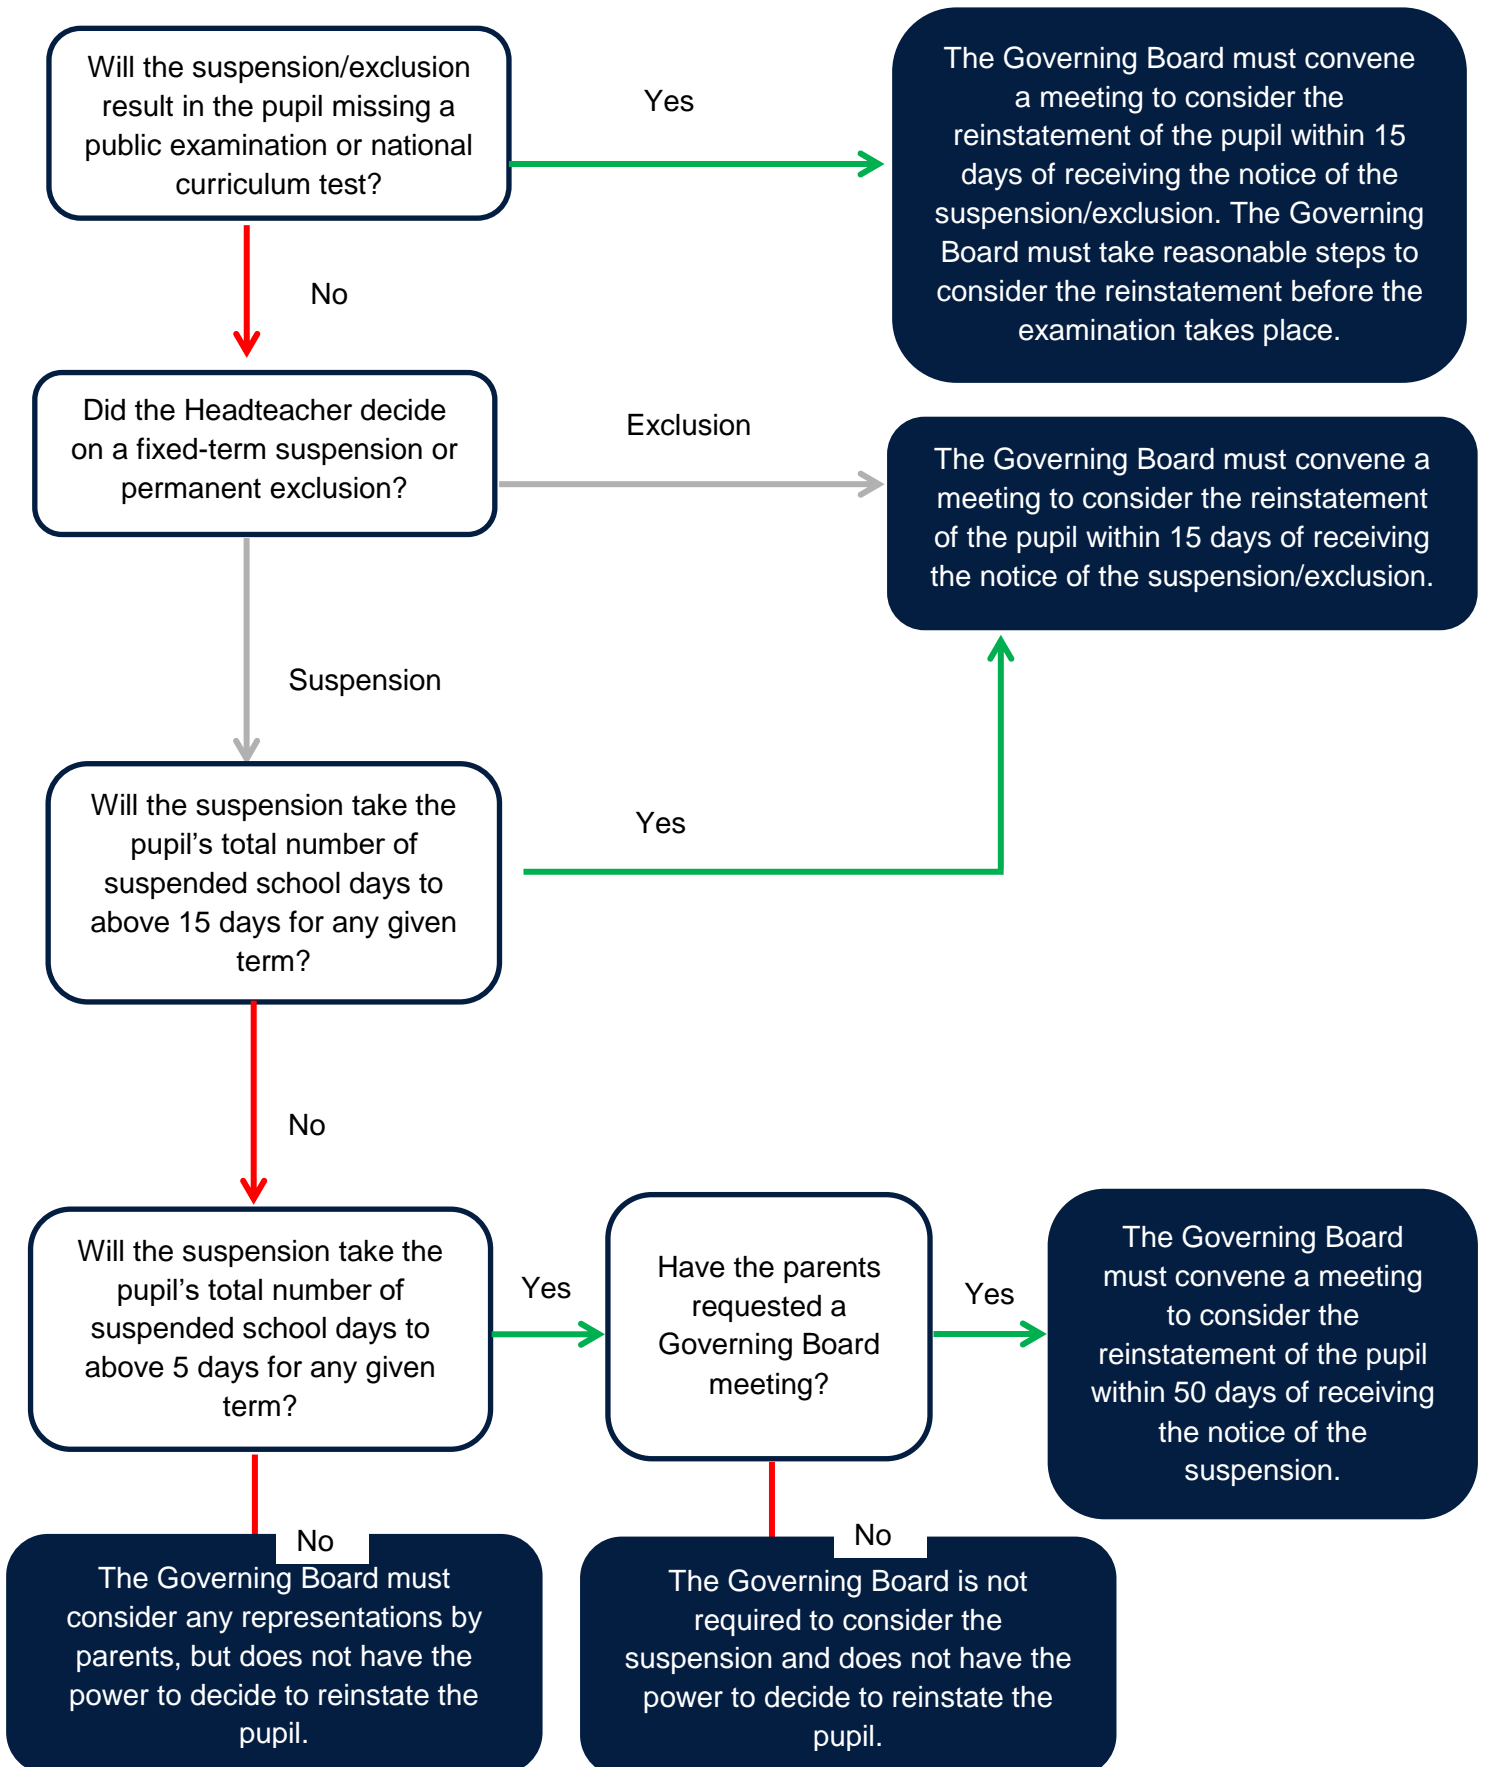 Will the suspension/exclusion
result in the pupil missing a
public examination or national
curriculum test?
Yes
The Governing Board must convene
a meeting to consider the
reinstatement of the pupil within 15
days of receiving the notice of the
suspension/exclusion. The Governing
Board must take reasonable steps to
consider the reinstatement before the
examination takes place.
No
Did the Headteacher decide
on a fixed-term suspension or
permanent exclusion?
Exclusion
The Governing Board must convene a
meeting to consider the reinstatement
of the pupil within 15 days of receiving
the notice of the suspension/exclusion.
Suspension
Will the suspension take the
pupil’s total number of
suspended school days to
above 15 days for any given
term?
Yes
No
Will the suspension take the
pupil’s total number of
suspended school days to
above 5 days for any given
term?
Yes
Have the parents
requested a
Governing Board
meeting?
Yes
The Governing Board
must convene a meeting
to consider the
reinstatement of the pupil
within 50 days of receiving
the notice of the
suspension.
No
The Governing Board must
consider any representations by
parents, but does not have the
power to decide to reinstate the
pupil.
No
The Governing Board is not
required to consider the
suspension and does not have the
power to decide to reinstate the
pupil.